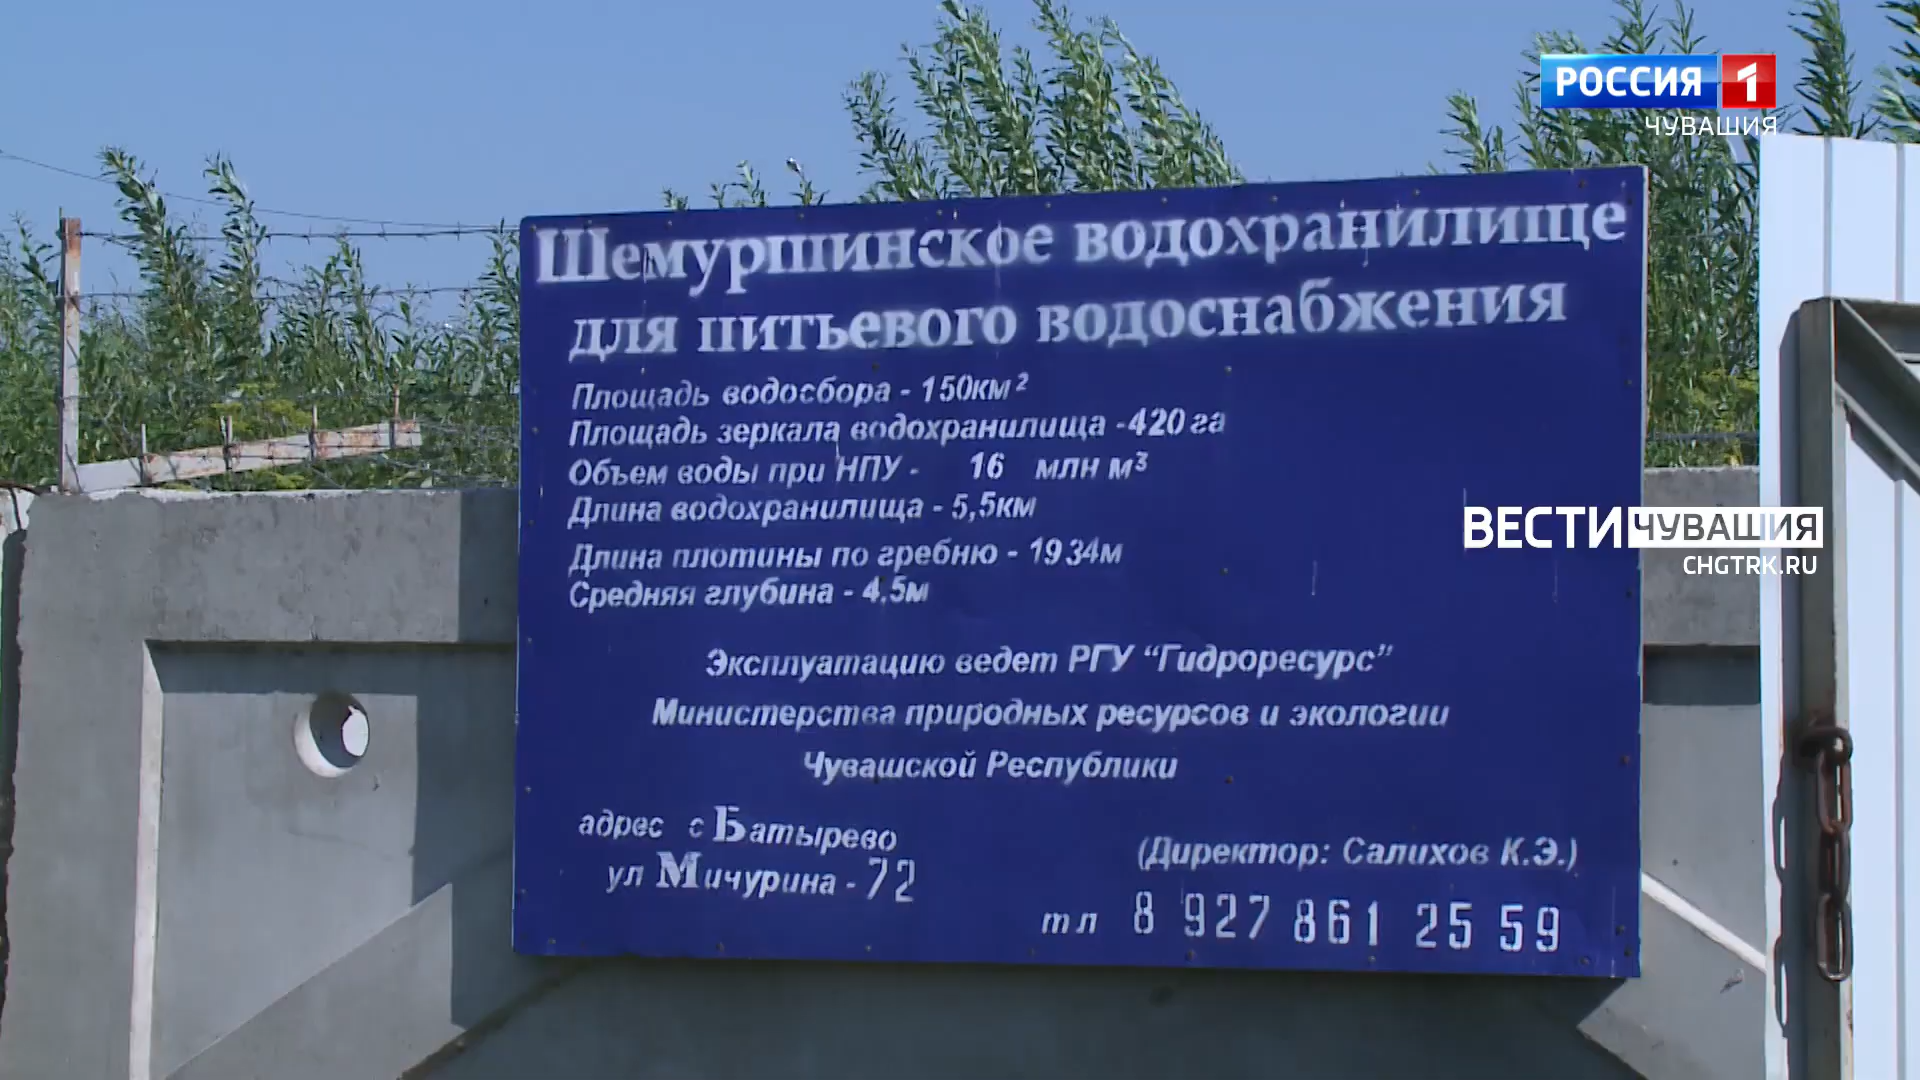 РОССИЯ 1
ЧУВАШИЯ
Шемуршинское водохранилище
для питьевого водоснабжения
Площадь водосбора - 150км²
Площадь зеркала водохранилища -420га
Объем воды при НПУ - 16 млн м³
Длина водохранилища - 5,5км
Длина плотины по гребню - 1934м
Средняя глубина - 4.5м
ВЕСТИ ЧУВАШИЯ
CHGTRK.RU
Эксплуатацию ведет РГУ “Гидроресурс”
Министерства природных ресурсов и экологии
Чувашской Республики
адрес с Батырево
ул Мичурина - 72
(Директор: Салихов К.Э.)
тл 8 927 861 25 59